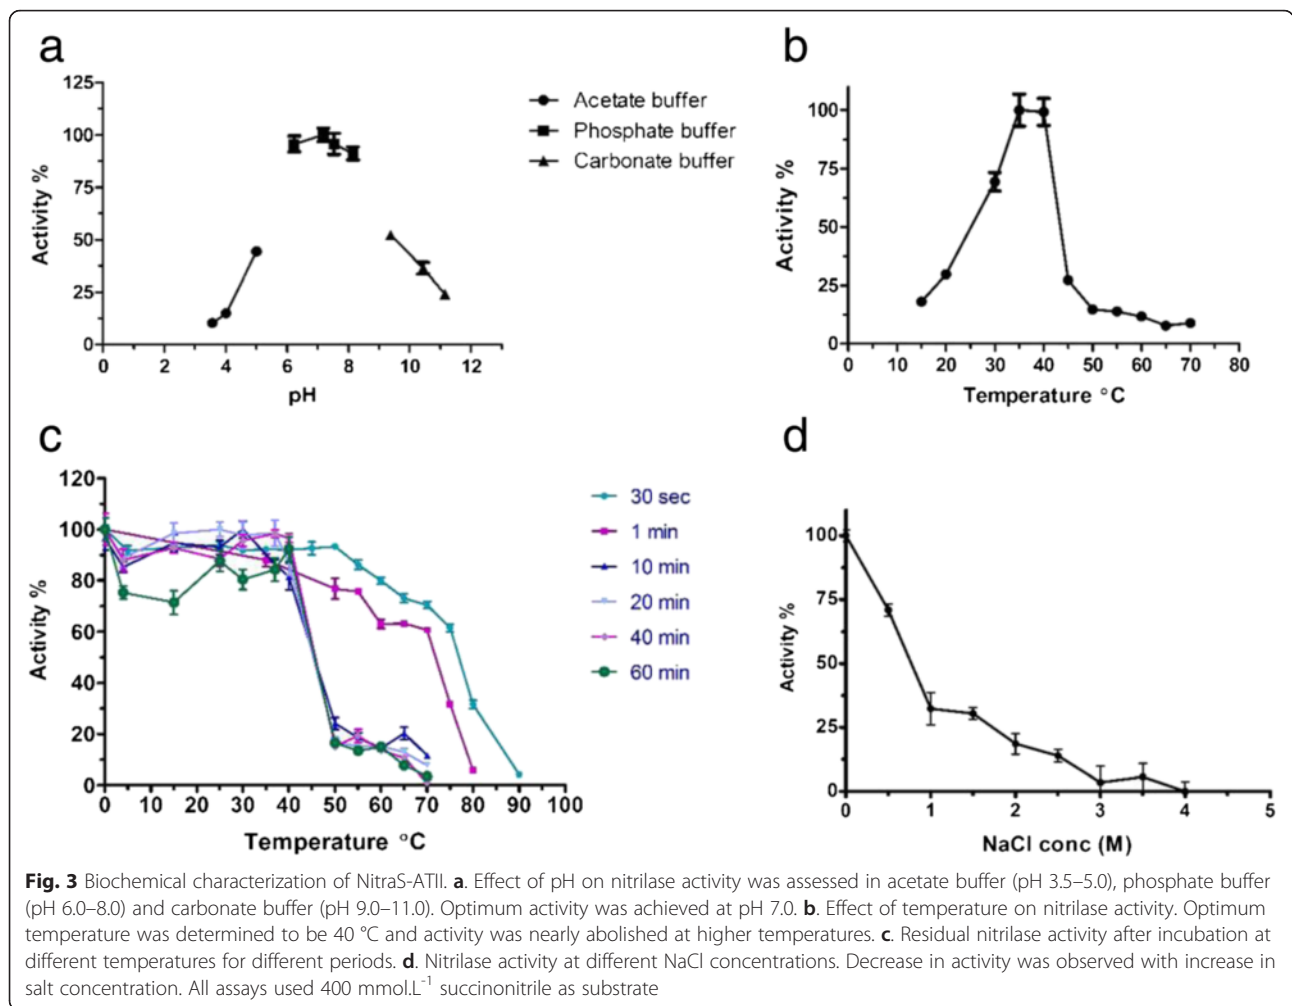 a
125
100
75
50
25
0
Activity %
0 2 4 6 8 10 12
pH
Acetate buffer
Phosphate buffer
Carbonate buffer
b
100
75
50
25
0
Activity %
0 10 20 30 40 50 60 70 80
Temperature °C
c
120
100
80
60
40
20
0
Activity %
0 10 20 30 40 50 60 70 80 90 100
Temperature °C
30 sec
1 min
10 min
20 min
40 min
60 min
d
100
75
50
25
0
Activity %
0 1 2 3 4 5
NaCl conc (M)
Fig. 3 Biochemical characterization of NitraS-ATII. a. Effect of pH on nitrilase activity was assessed in acetate buffer (pH 3.5–5.0), phosphate buffer
(pH 6.0–8.0) and carbonate buffer (pH 9.0–11.0). Optimum activity was achieved at pH 7.0. b. Effect of temperature on nitrilase activity. Optimum
temperature was determined to be 40 °C and activity was nearly abolished at higher temperatures. c. Residual nitrilase activity after incubation at
different temperatures for different periods. d. Nitrilase activity at different NaCl concentrations. Decrease in activity was observed with increase in
salt concentration. All assays used 400 mmol.L⁻¹ succinonitrile as substrate